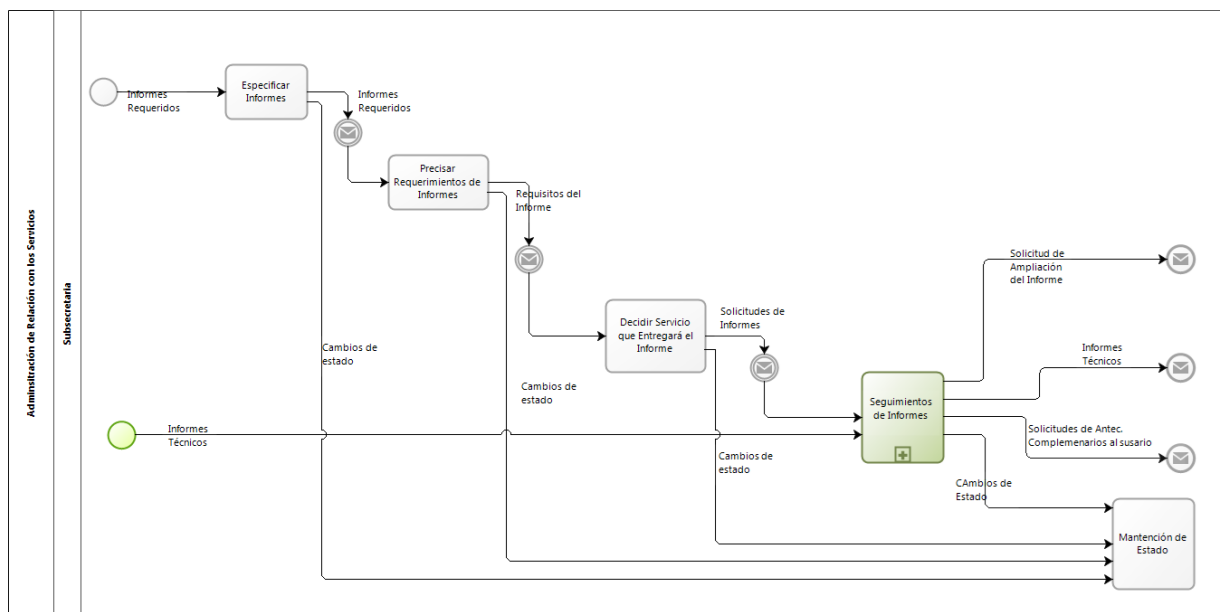 Adminsitración de Relación con los Servicios
Subsecretaria
Informes
Requeridos
Especificar
Informes
Informes
Requeridos
Precisar
Requerimientos de
Informes
Requisitos del
Informe
Decidir Servicio
que Entregará el
Informe
Solicitudes de
Informes
Solicitud de
Ampliación
del Informe
Cambios de
estado
Cambios de
estado
Informes
Técnicos
Seguimientos
de Informes
Informes
Técnicos
Solicitudes de Antec.
Complemenarios al susario
Cambios de
estado
CAmbios de
Estado
Mantención de
Estado